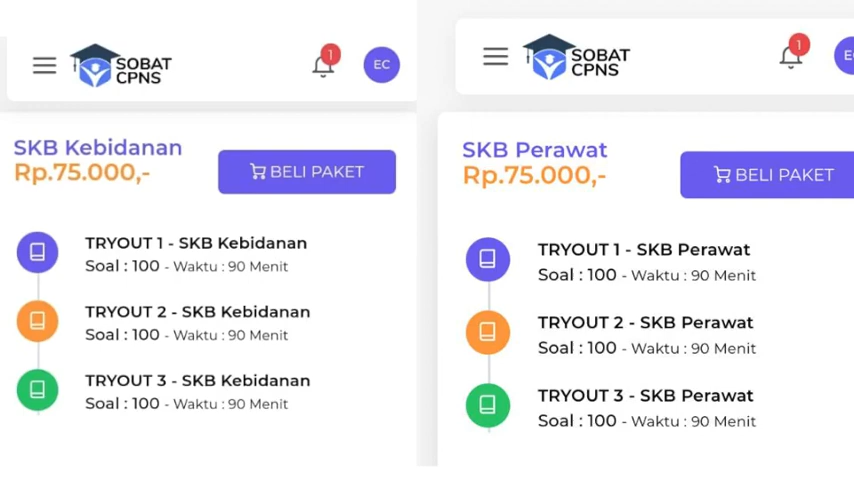 SOBAT
CPNS
1
EC
SKB Kebidanan
Rp.75.000,-
BELI PAKET
TRYOUT 1 - SKB Kebidanan
Soal : 100 - Waktu : 90 Menit
TRYOUT 2 - SKB Kebidanan
Soal : 100 - Waktu : 90 Menit
TRYOUT 3 - SKB Kebidanan
Soal : 100 - Waktu : 90 Menit
SOBAT
CPNS
1
SKB Perawat
Rp.75.000,-
BELI PAKET
TRYOUT 1 - SKB Perawat
Soal : 100 - Waktu : 90 Menit
TRYOUT 2 - SKB Perawat
Soal : 100 - Waktu : 90 Menit
TRYOUT 3 - SKB Perawat
Soal : 100 - Waktu : 90 Menit